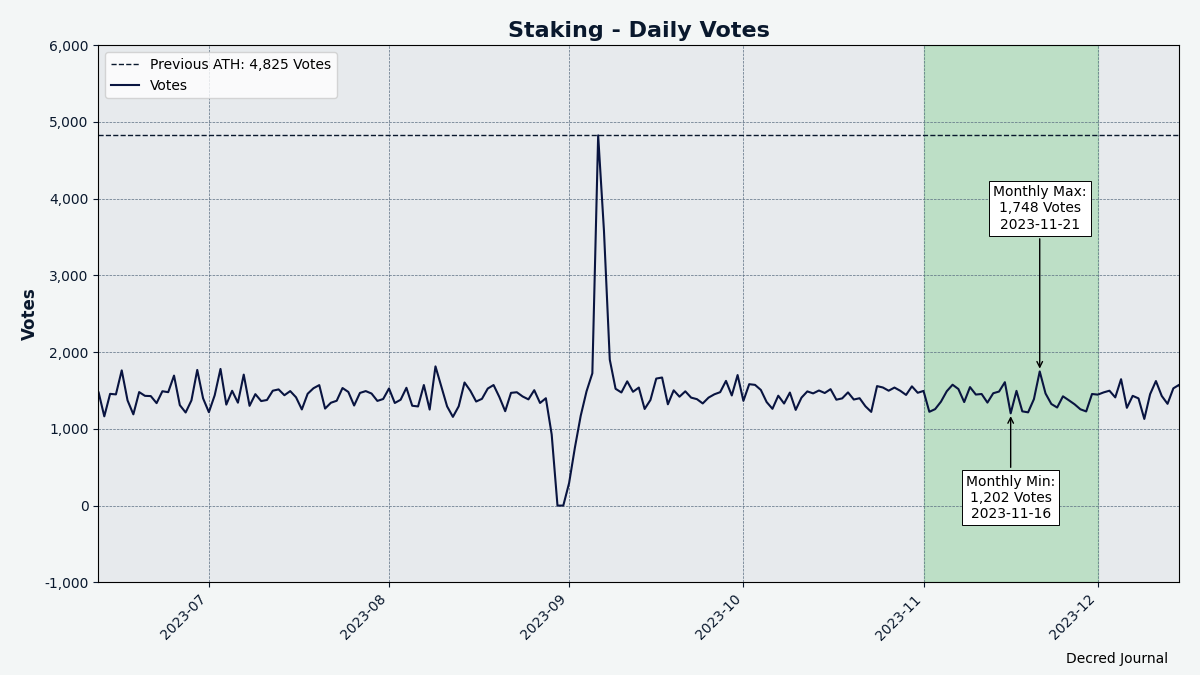 Staking - Daily Votes
Previous ATH: 4,825 Votes
Votes
6,000
5,000
4,000
3,000
2,000
1,000
0
-1,000
Votes
Monthly Max:
1,748 Votes
2023-11-21
Monthly Min:
1,202 Votes
2023-11-16
2023-07
2023-08
2023-09
2023-10
2023-11
2023-12
Decred Journal